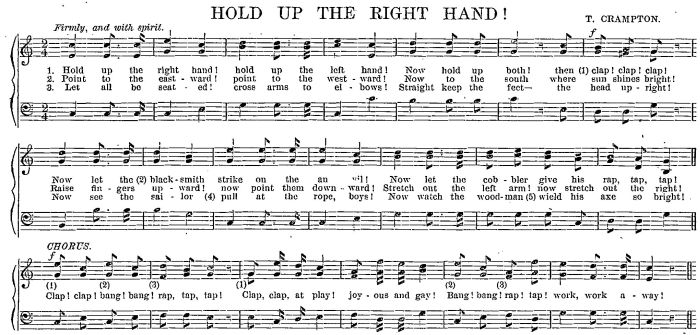 HOLD UP THE RIGHT HAND!
Firmly, and with spirit.
T. CRAMPTON.
f
1. Hold up the right hand! hold up the left hand! Now hold up both! then (1) clap! clap! clap!
2. Point to the east-ward! point to the west-ward! Now to the south where sun shines bright!
3. Let all be seat-ed! cross arms to el-bows! Straight keep the feet— the head up-right!
Now let the (2) black-smith strike on the an-vil! Now let the cob-bler give his rap, tap, tap!
Raise fin-gers up-ward! now point them down-ward! Stretch out the left arm! now stretch out the right!
Now see the sai-lor (4) pull at the rope, boys! Now watch the wood-man (5) wield his axe so bright!
CHORUS.
f
(1) (2) (3) (1) (2) (3)
Clap! clap! bang! bang! rap, tap, tap! Clap, clap, at play! joy-ous and gay! Bang! bang! rap! tap! work, work a-way!